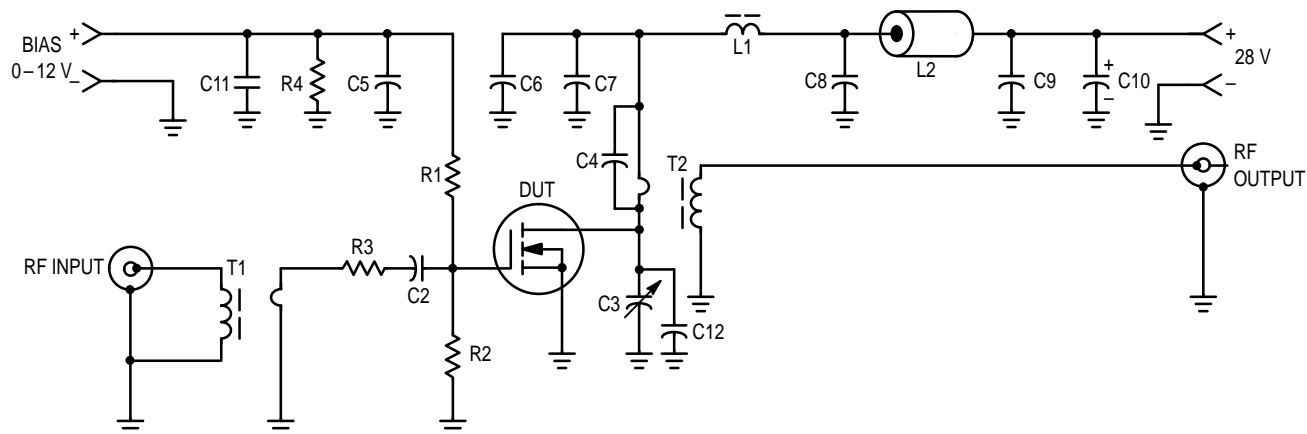 BIAS
0–12 V
+
–
C11
R4
C5
C6
C7
L1
C8
L2
C9
+
C10
–
+
28 V
–
C4
T2
R1
DUT
RF
OUTPUT
RF INPUT
T1
R3
C2
C3
C12
R2